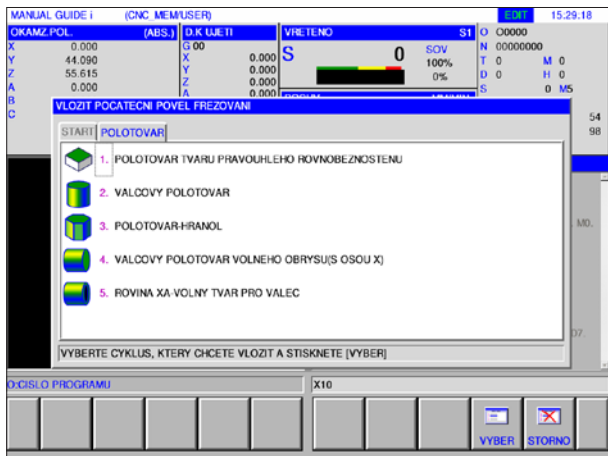 MANUAL GUIDE i (CNC_MEM/USER) EDIT 15:29:18
OKAMZ.POL. (ABS.) D.K UJETI VRETENO S1 O O0000
X 0.000 G 00 N 00000000
Y 44.090 X 0.000 S 0 SOV T 0 M 0
Z 55.615 Y 0.000 100% D 0 H 0
A 0.000 Z 0.000 0% S 0 M5
B A 0.000
C 54
98
VLOZIT POCATECNI POVEL FREZOVANI
START POLOTOVAR
1. POLOTOVAR TVARU PRAVOUHLEHO ROVNOBEZNOSTENU
2. VALCOVY POLOTOVAR
3. POLOTOVAR-HRANOL
4. VALCOVY POLOTOVAR VOLNEHO OBRYSU(S OSOU X)
5. ROVINA XA-VOLNY TVAR PRO VALEC
M0.
07.
VYBERTE CYKLUS, KTERY CHCETE VLOZIT A STISKNETE [VYBER]
O:CISLO PROGRAMU X10
VYBER STORNO